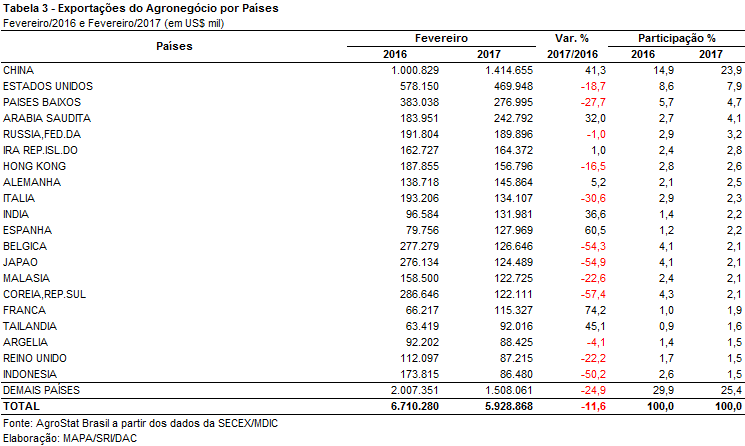 Tabela 3 - Exportações do Agronegócio por Países
Fevereiro/2016 e Fevereiro/2017 (em US$ mil)
Países Fevereiro Var. % Participação %
2016 2017 2017/2016 2016 2017
CHINA 1.000.829 1.414.655 41,3 14,9 23,9
ESTADOS UNIDOS 578.150 469.948 -18,7 8,6 7,9
PAISES BAIXOS 383.038 276.995 -27,7 5,7 4,7
ARABIA SAUDITA 183.951 242.792 32,0 2,7 4,1
RUSSIA,FED.DA 191.804 189.896 -1,0 2,9 3,2
IRA REP.ISL.DO 162.727 164.372 1,0 2,4 2,8
HONG KONG 187.855 156.796 -16,5 2,8 2,6
ALEMANHA 138.718 145.864 5,2 2,1 2,5
ITALIA 193.206 134.107 -30,6 2,9 2,3
INDIA 96.584 131.981 36,6 1,4 2,2
ESPANHA 79.756 127.969 60,5 1,2 2,2
BELGICA 277.279 126.646 -54,3 4,1 2,1
JAPAO 276.134 124.489 -54,9 4,1 2,1
MALASIA 158.500 122.725 -22,6 2,4 2,1
COREIA,REP.SUL 286.646 122.111 -57,4 4,3 2,1
FRANCA 66.217 115.327 74,2 1,0 1,9
TAILANDIA 63.419 92.016 45,1 0,9 1,6
ARGELIA 92.202 88.425 -4,1 1,4 1,5
REINO UNIDO 112.097 87.215 -22,2 1,7 1,5
INDONESIA 173.815 86.480 -50,2 2,6 1,5
DEMAIS PAÍSES 2.007.351 1.508.061 -24,9 29,9 25,4
TOTAL 6.710.280 5.928.868 -11,6 100,0 100,0
Fonte: AgroStat Brasil a partir dos dados da SECEX/MDIC
Elaboração: MAPA/SRI/DAC